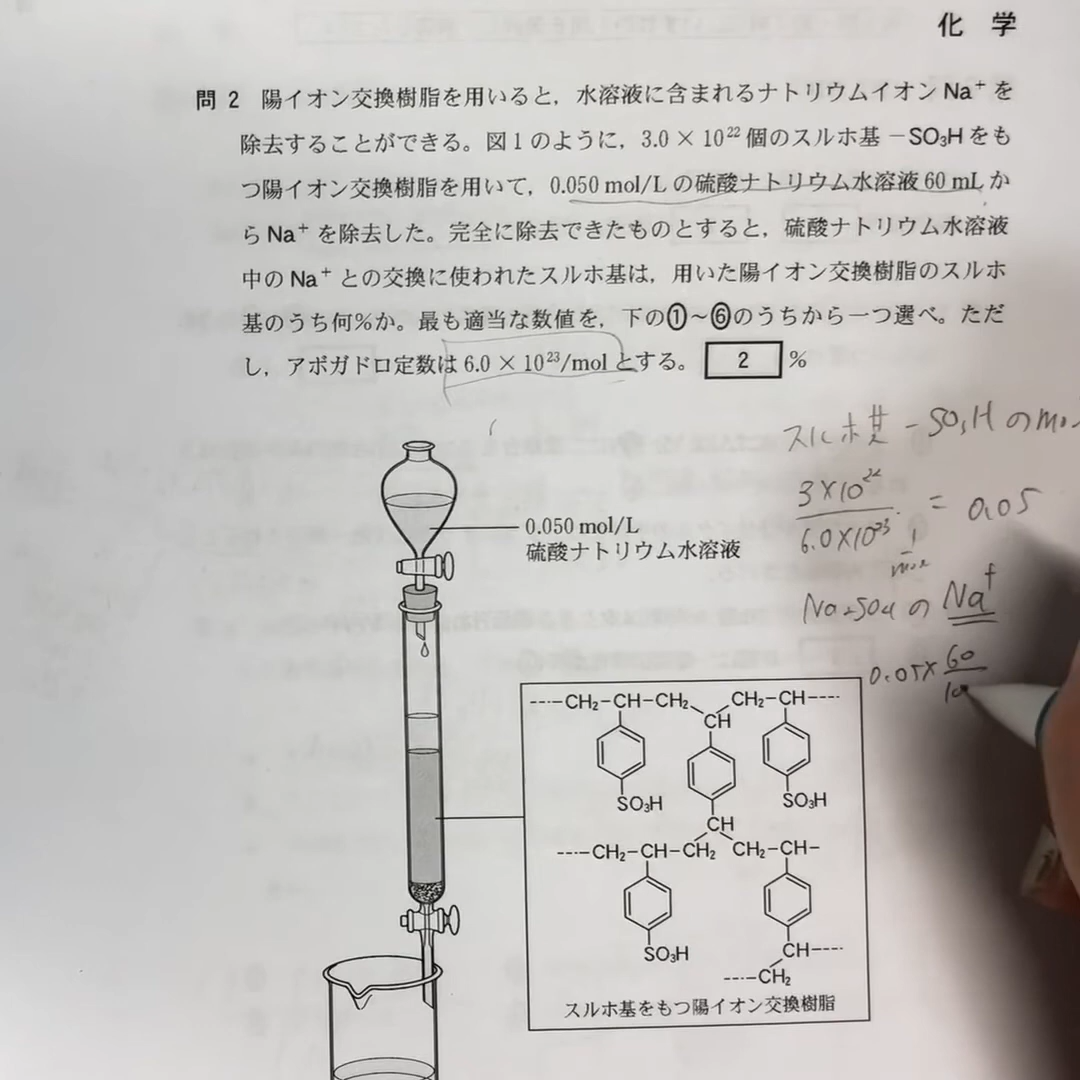 化 学
問 2 陽イオン交換樹脂を用いると，水溶液に含まれるナトリウムイオン Na⁺ を
除去することができる。図 1 のように，3.0 × 10²² 個のスルホ基 －SO₃H をも
つ陽イオン交換樹脂を用いて，0.050 mol/L の硫酸ナトリウム水溶液 60 mL か
ら Na⁺ を除去した。完全に除去できたものとすると，硫酸ナトリウム水溶液
中の Na⁺ との交換に使われたスルホ基は，用いた陽イオン交換樹脂のスルホ
基のうち何％か。最も適当な数値を，下の①～⑥のうちから一つ選べ。ただ
し，アボガドロ定数は 6.0 × 10²³/mol とする。 2 ％
スルホ基 －SO₃H の
3×10²²
6.0×10²³
= 0.05
mol
Na₂SO₄ の Na⁺
0.05× 60
0.050 mol/L
硫酸ナトリウム水溶液
----CH₂-CH-CH₂ CH₂-CH----
CH
SO₃H
SO₃H
CH
----CH₂-CH-CH₂ CH₂-CH-
SO₃H
CH----
----CH₂
スルホ基をもつ陽イオン交換樹脂